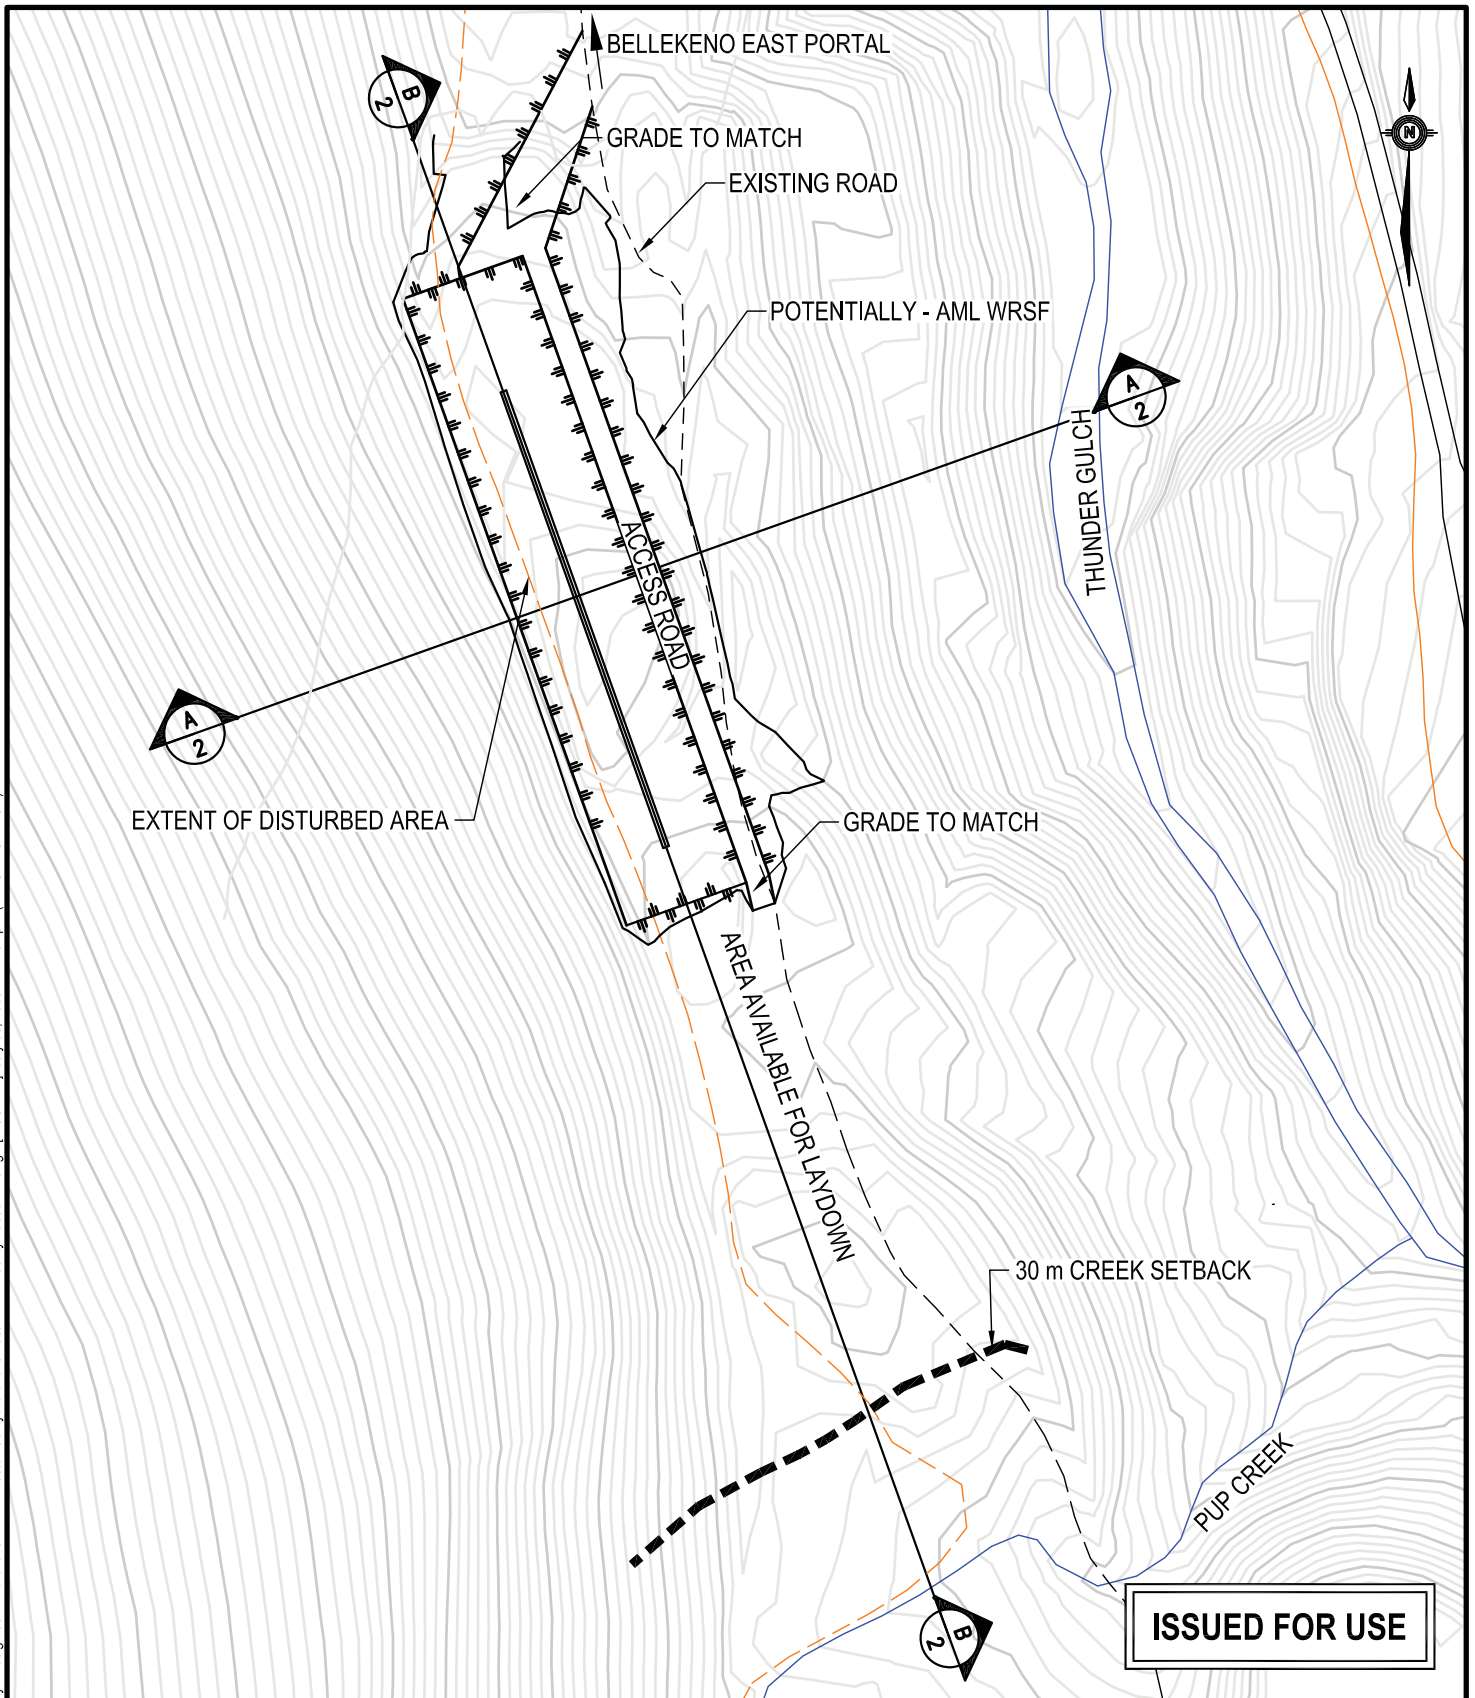 BELLEKENO EAST PORTAL
B
2
N
GRADE TO MATCH
EXISTING ROAD
POTENTIALLY - AML WRSF
A
2
THUNDER GULCH
ACCESS ROAD
A
2
EXTENT OF DISTURBED AREA
GRADE TO MATCH
AREA AVAILABLE FOR LAYDOWN
30 m CREEK SETBACK
PUP CREEK
B
2
ISSUED FOR USE